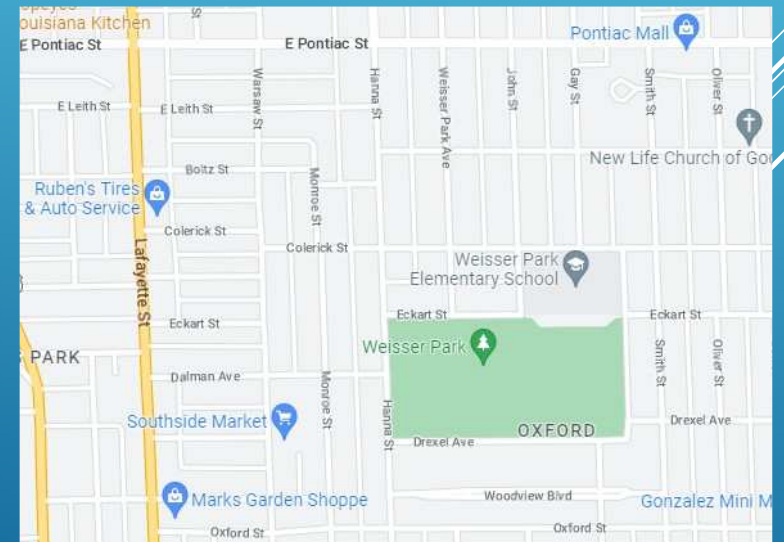 ouisiana Kitchen
E Pontiac St
St
E Pontiac St
Pontiac Mall
E Leith St
E Leith St
Warsaw St
Hanna St
Weisser Park Ave
John St
Gay St
Smith St
Oliver St
New Life Church of Go
Boltz St
Monroe St
Ruben's Tires
& Auto Service
Colerick St
Colerick St
Lafayette St
Weisser Park
Elementary School
Eckart St
Eckart St
Eckart St
Weisser Park
PARK
Smith St
Oliver St
Dalman Ave
Monroe St
Hanna St
Southside Market
Drexel Ave
OXFORD
Drexel Ave
Marks Garden Shoppe
Woodview Blvd
Gonzalez Mini M
Oxford St
Oxford St